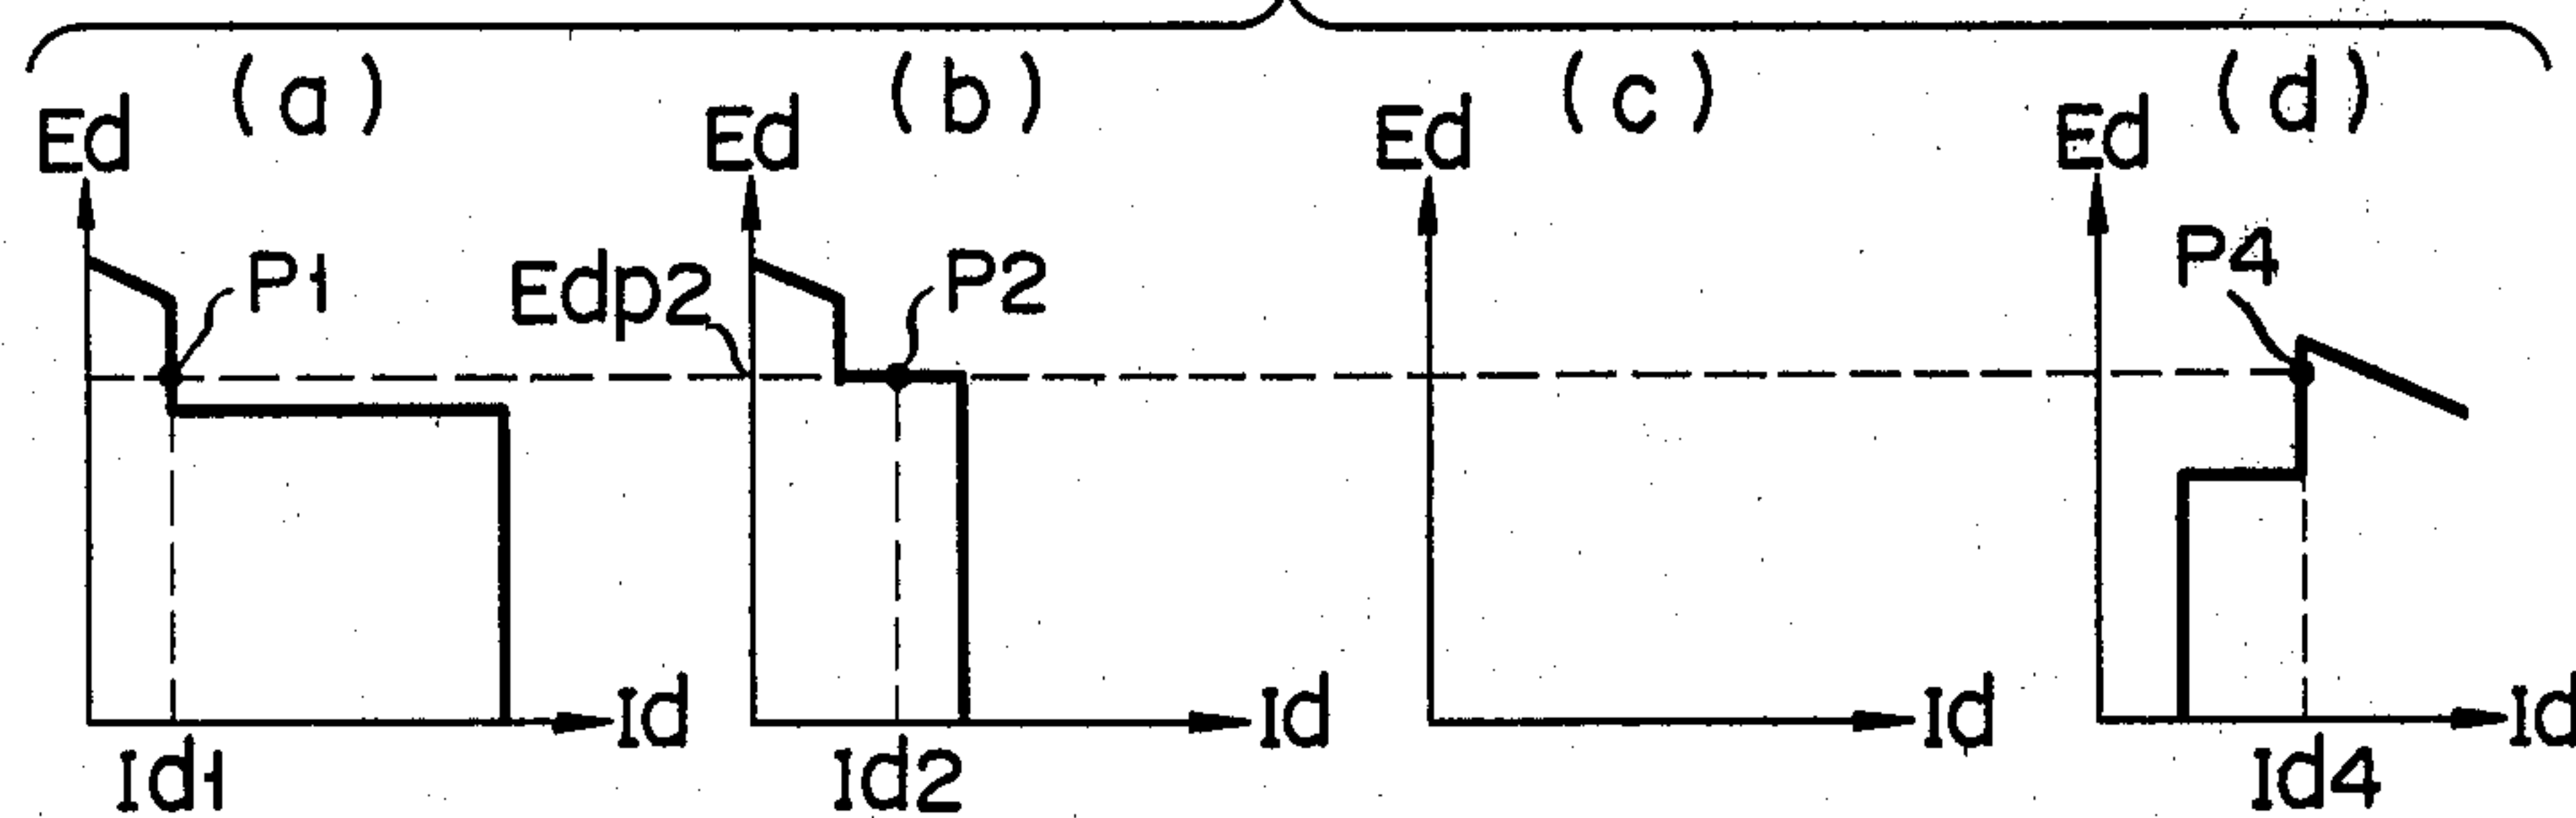 (a) (b) (c) (d)
Ed Ed Ed Ed
P1 Edp2 P2 P4
Id Id Id Id
Id1 Id2 Id4